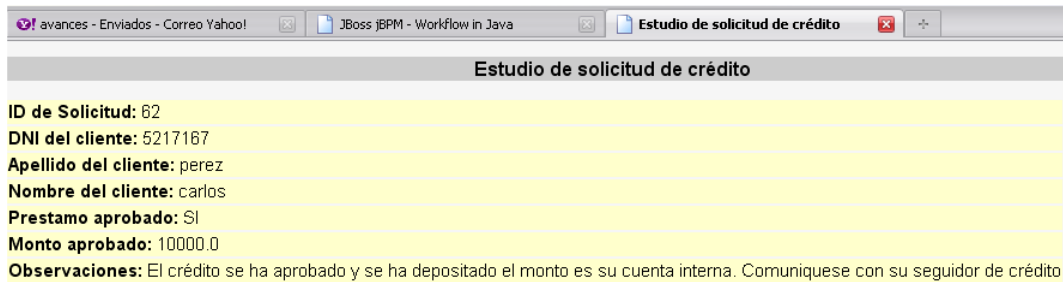 avances - Enviados - Correo Yahoo!
JBoss jBPM - Workflow in Java
Estudio de solicitud de crédito
Estudio de solicitud de crédito
ID de Solicitud: 62
DNI del cliente: 5217167
Apellido del cliente: perez
Nombre del cliente: carlos
Prestamo aprobado: SI
Monto aprobado: 10000.0
Observaciones: El crédito se ha aprobado y se ha depositado el monto es su cuenta interna. Comuniquese con su seguidor de crédito